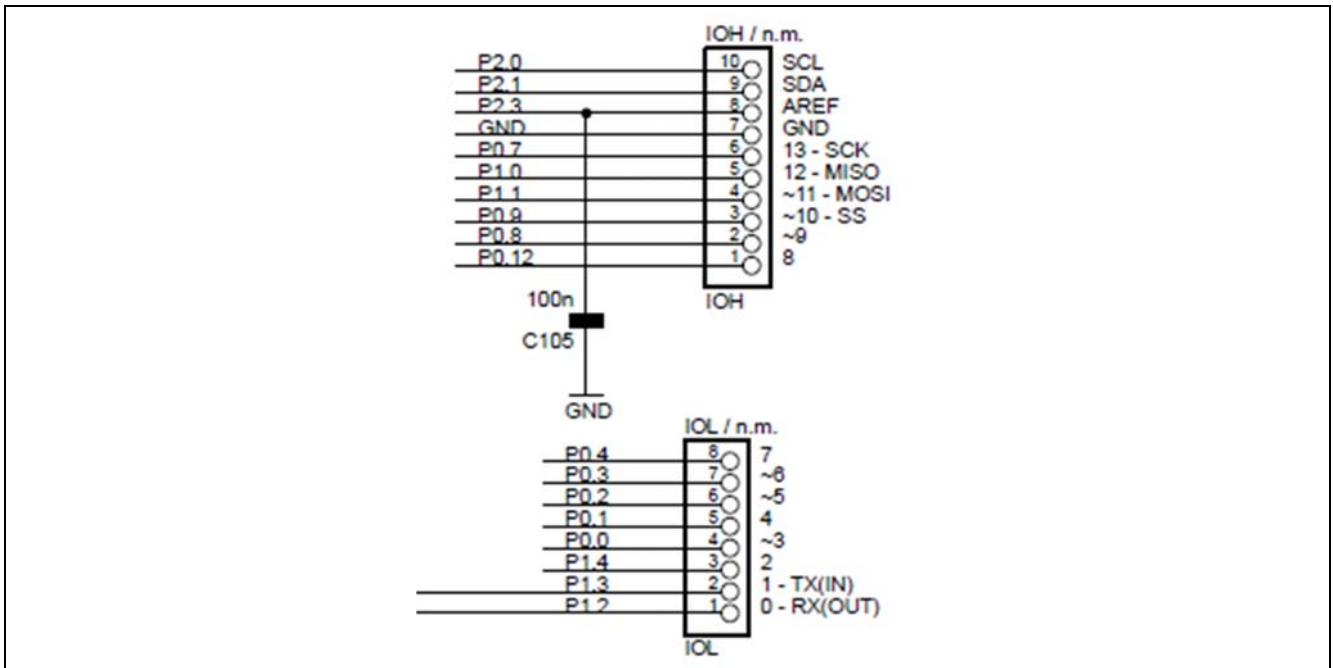 IOH / n.m.
P2.0 10 SCL
P2.1 9 SDA
P2.3 8 AREF
GND 7 GND
P0.7 6 13 - SCK
P1.0 5 12 - MISO
P1.1 4 ~11 - MOSI
P0.9 3 ~10 - SS
P0.8 2 ~9
P0.12 1 8
IOH
100n
C105
GND
IOL / n.m.
P0.4 8 7
P0.3 7 ~6
P0.2 6 ~5
P0.1 5 4
P0.0 4 ~3
P1.4 3 2
P1.3 2 1 - TX(IN)
P1.2 1 0 - RX(OUT)
IOL